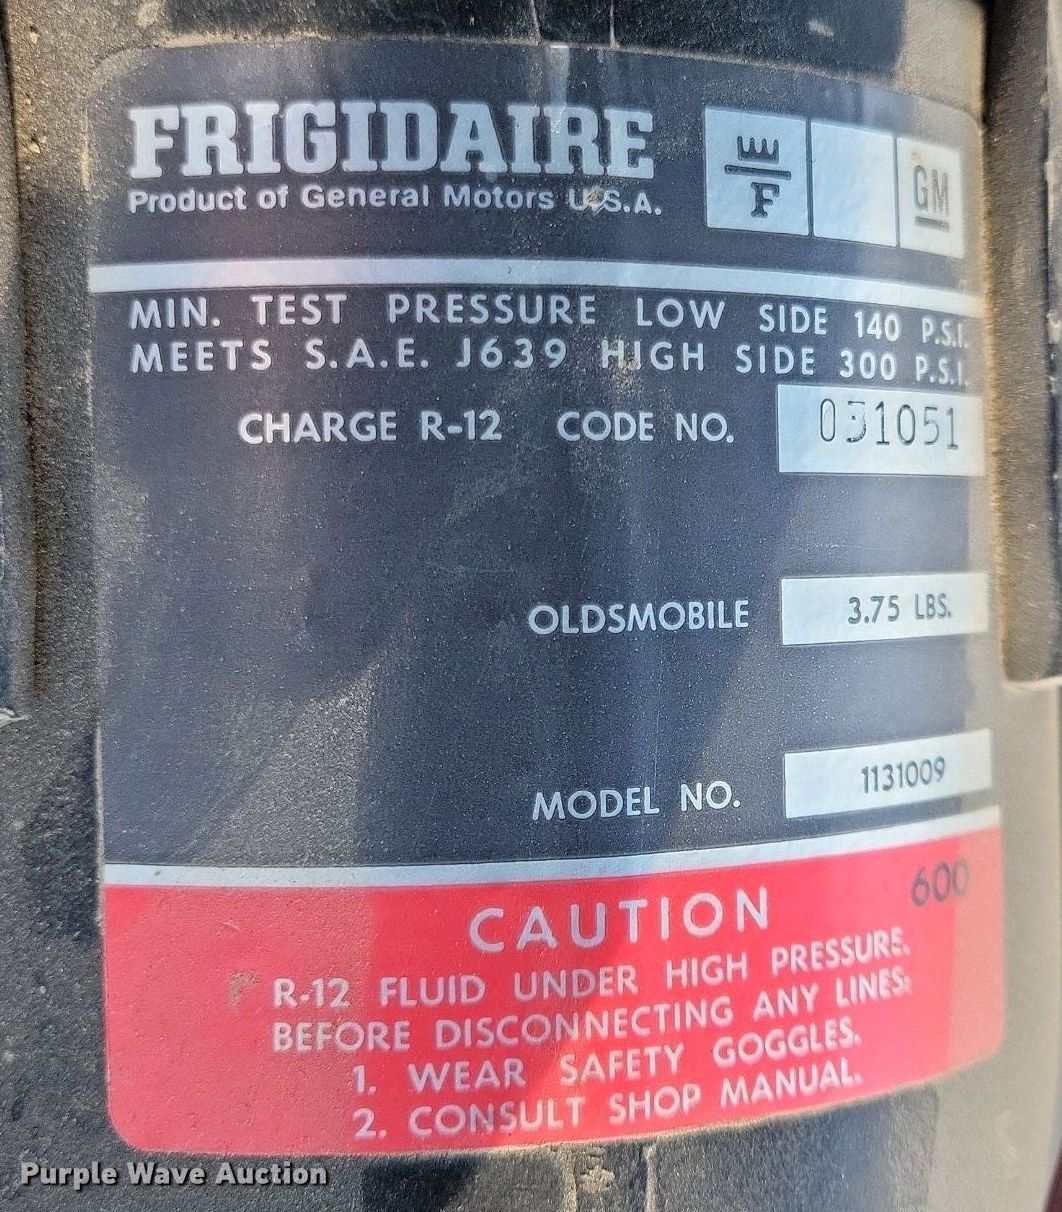 FRIGIDAIRE
Product of General Motors U.S.A.
F
GM
MIN. TEST PRESSURE LOW SIDE 140 P.S.I.
MEETS S.A.E. J639 HIGH SIDE 300 P.S.I.
CHARGE R-12 CODE NO. 031051
OLDSMOBILE 3.75 LBS.
MODEL NO. 1131009
600
CAUTION
R-12 FLUID UNDER HIGH PRESSURE.
BEFORE DISCONNECTING ANY LINES:
1. WEAR SAFETY GOGGLES.
2. CONSULT SHOP MANUAL.
Purple Wave Auction